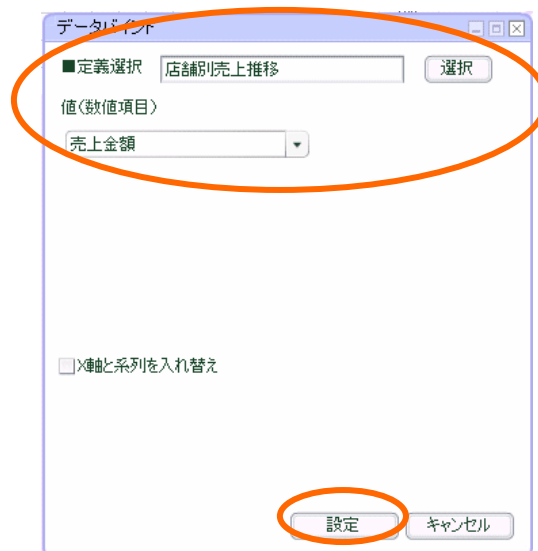 データバインド
■定義選択 店舗別売上推移 選択
値(数値項目)
売上金額
X軸と系列を入れ替え
設定 キャンセル